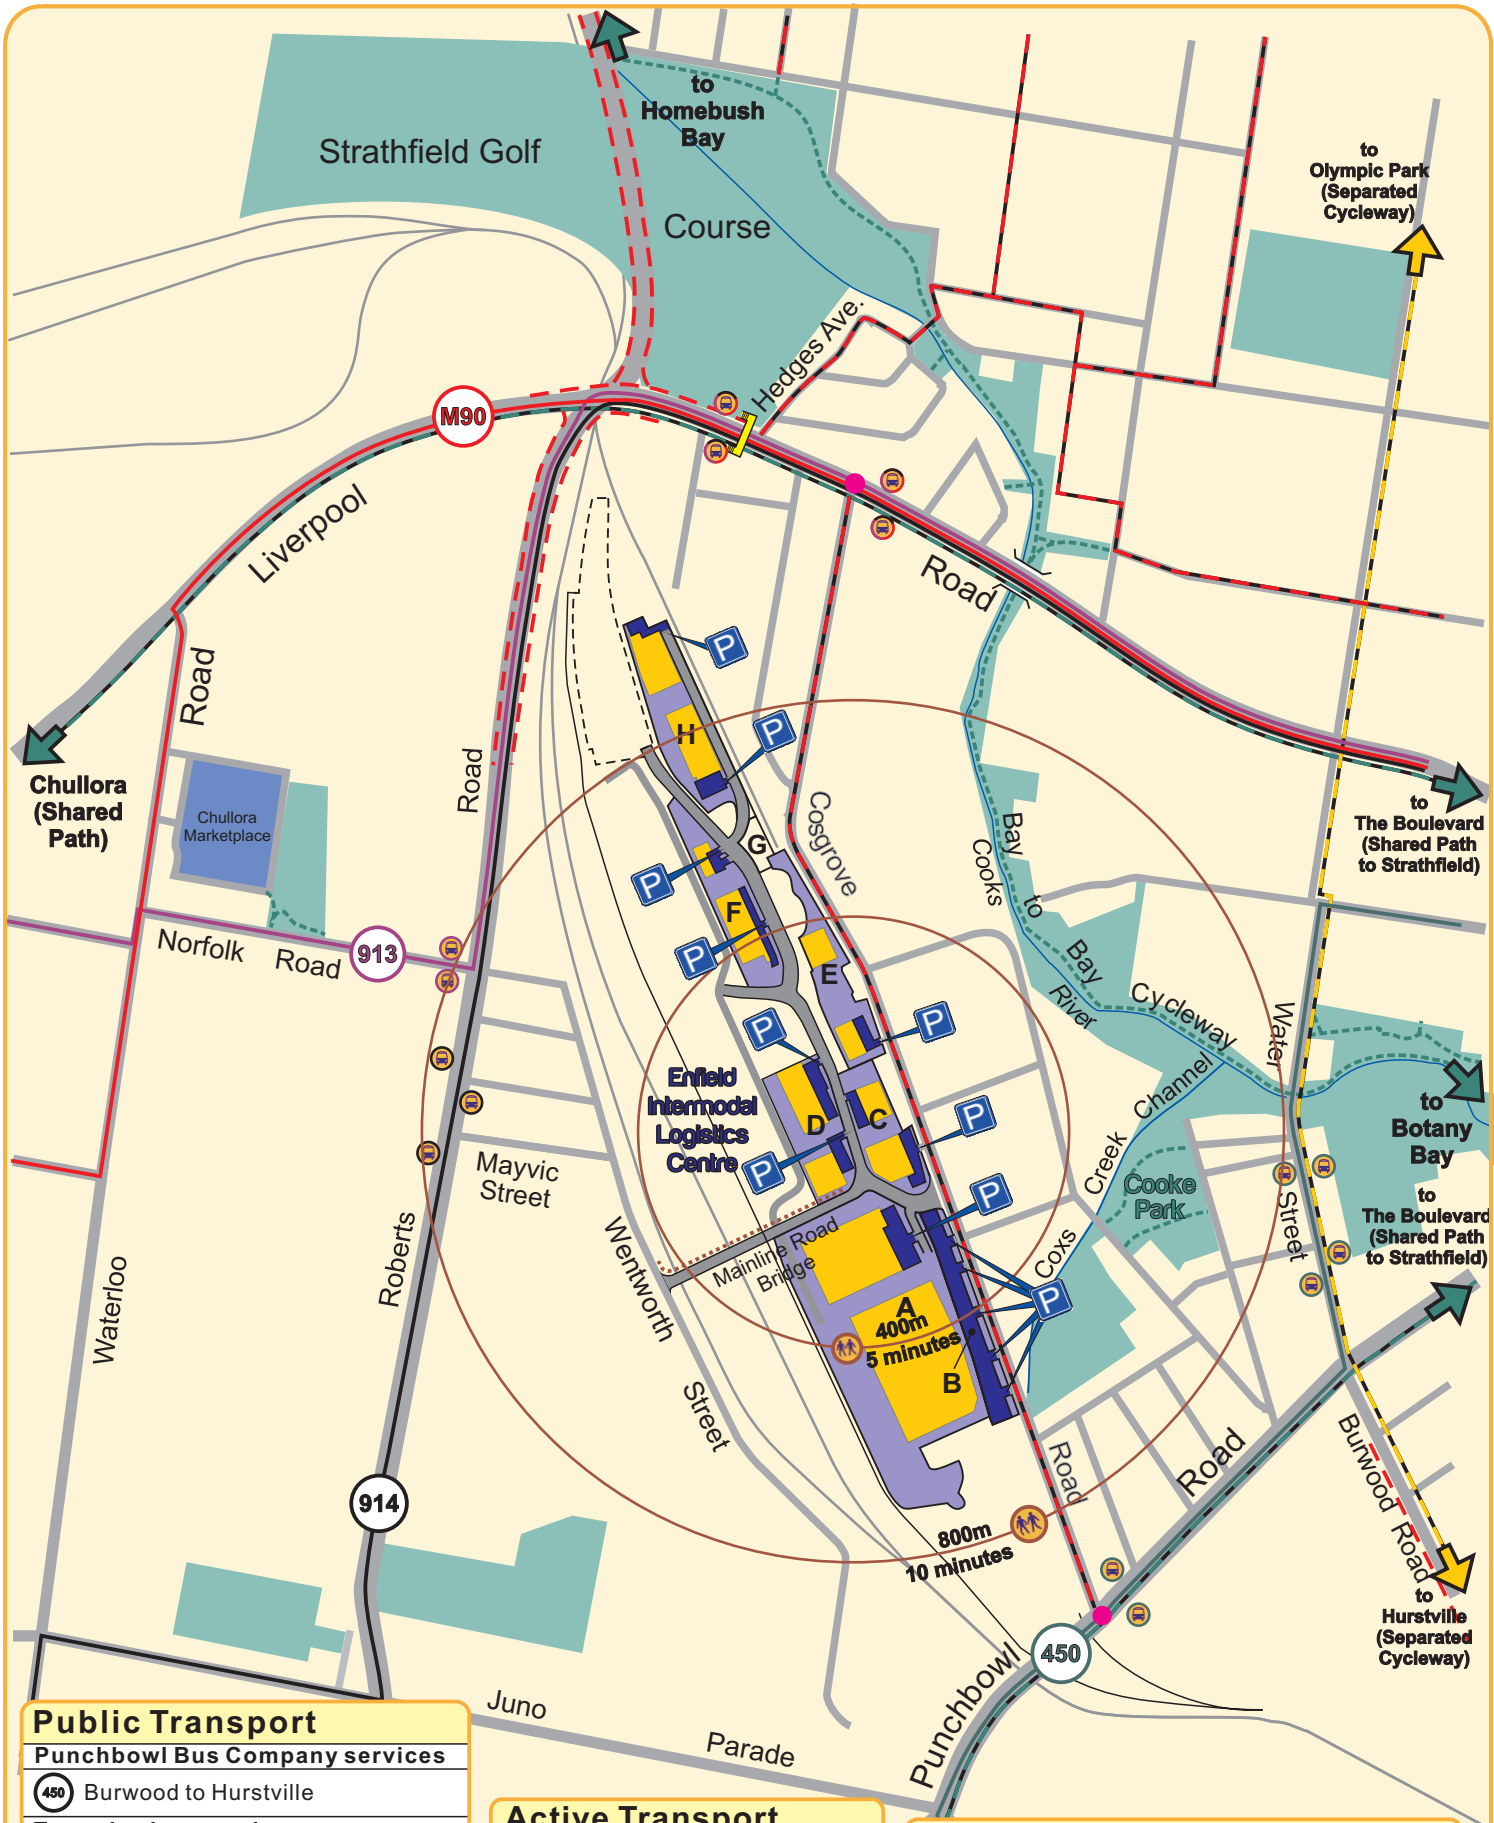 to
Homebush
Bay
Strathfield Golf
Course
to
Olympic Park
(Separated
Cycleway)
Hedges Ave.
M90
Liverpool
Road
Road
P
H
P
Road
Chullora
(Shared
Path)
Chullora
Marketplace
to
The Boulevard
(Shared Path
to Strathfield)
Cosgrove
G
P
F
Bay
to
Bay
Cycleway
Cooks
River
Norfolk Road
913
P
E
P
P
Water
Street
Enfield
Intermodal
Logistics
Centre
D
C
P
P
Channel
Creek
Coxs
Cooke
Park
to
Botany
Bay
to
The Boulevard
(Shared Path
to Strathfield)
Mayvic
Street
P
Mainline Road
Bridge
Roberts
Waterloo
Wentworth
Street
P
A
400m
5 minutes
B
Road
Road
Burwood Road
914
800m
10 minutes
to
Hurstville
(Separated
Cycleway)
450
Punchbowl
Juno
Parade
Public Transport
Punchbowl Bus Company services
450 Burwood to Hurstville
Active Transport